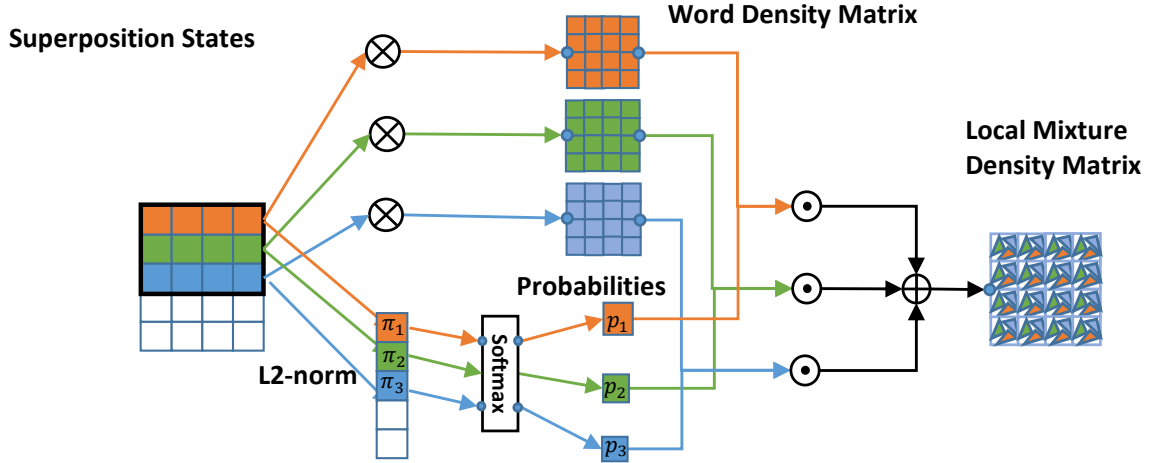 Word Density Matrix
Superposition States
Local Mixture
Density Matrix
Probabilities
π₁
π₂
π₃
L2-norm
Softmax
p₁
p₂
p₃